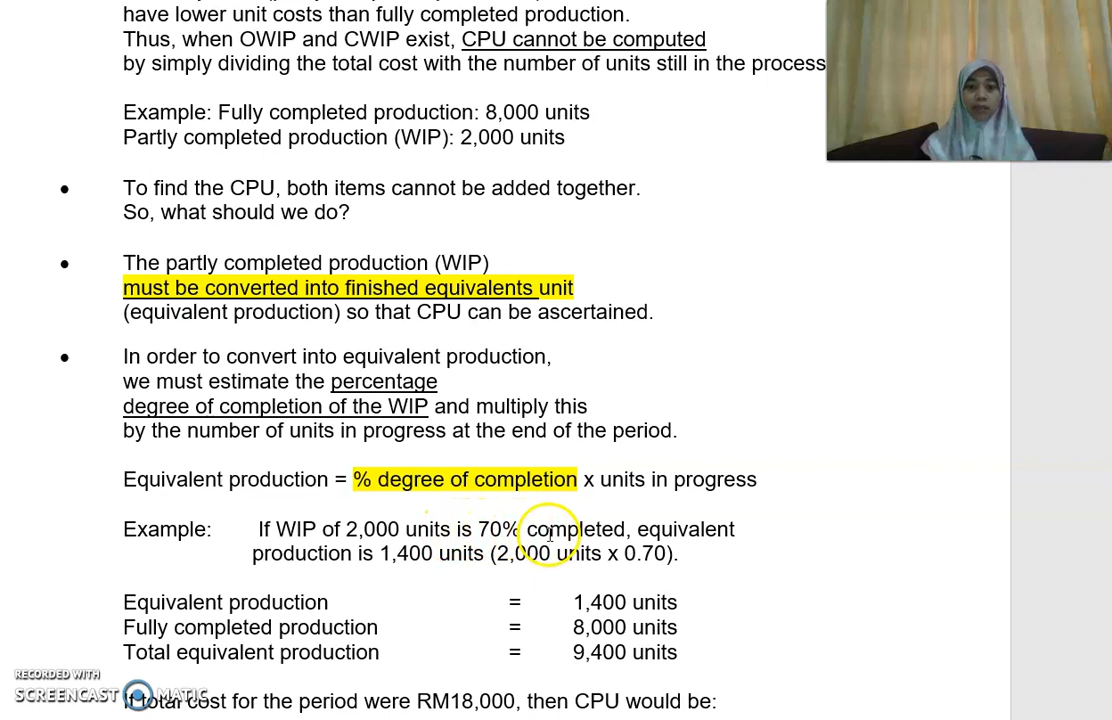 have lower unit costs than fully completed production.
Thus, when OWIP and CWIP exist, CPU cannot be computed
by simply dividing the total cost with the number of units still in the process
Example: Fully completed production: 8,000 units
Partly completed production (WIP): 2,000 units
• To find the CPU, both items cannot be added together.
So, what should we do?
• The partly completed production (WIP)
must be converted into finished equivalents unit
(equivalent production) so that CPU can be ascertained.
• In order to convert into equivalent production,
we must estimate the percentage
degree of completion of the WIP and multiply this
by the number of units in progress at the end of the period.
Equivalent production = % degree of completion x units in progress
Example: If WIP of 2,000 units is 70% completed, equivalent
production is 1,400 units (2,000 units x 0.70).
Equivalent production = 1,400 units
Fully completed production = 8,000 units
Total equivalent production = 9,400 units
RECORDED WITH
SCREENCAST MATIC
If total cost for the period were RM18,000, then CPU would be: